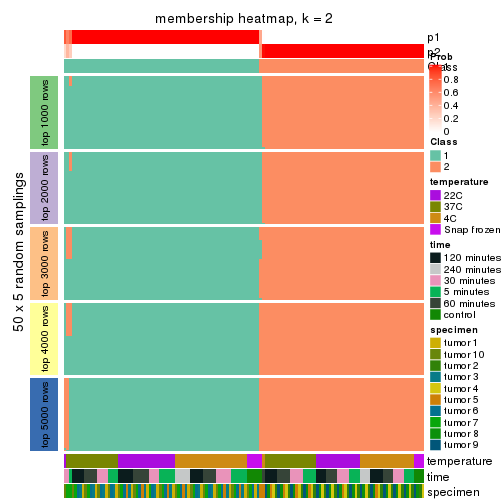 membership heatmap, k = 2
p1
p2
Class
Prob
0.8
0.6
0.4
0.2
0
Class
1
2
temperature
22C
37C
4C
Snap frozen
time
120 minutes
240 minutes
30 minutes
5 minutes
60 minutes
control
specimen
tumor 1
tumor 10
tumor 2
tumor 3
tumor 4
tumor 5
tumor 6
tumor 7
tumor 8
tumor 9
50 x 5 random samplings
top 1000 rows
top 2000 rows
top 3000 rows
top 4000 rows
top 5000 rows
temperature
time
specimen